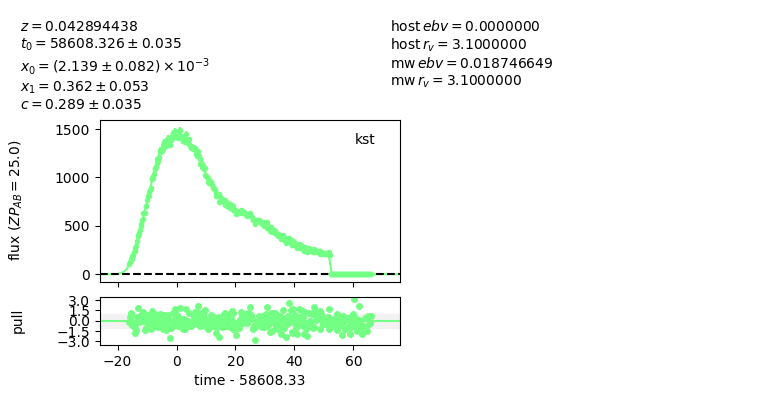 z = 0.042894438
t₀ = 58608.326 ± 0.035
x₀ = (2.139 ± 0.082) × 10⁻³
x₁ = 0.362 ± 0.053
c = 0.289 ± 0.035
host ebv = 0.0000000
host r_v = 3.1000000
mw ebv = 0.018746649
mw r_v = 3.1000000
flux (ZP_AB = 25.0)
1500
1000
500
0
kst
pull
3.0
1.5
0.0
−1.5
−3.0
−20 0 20 40 60
time - 58608.33